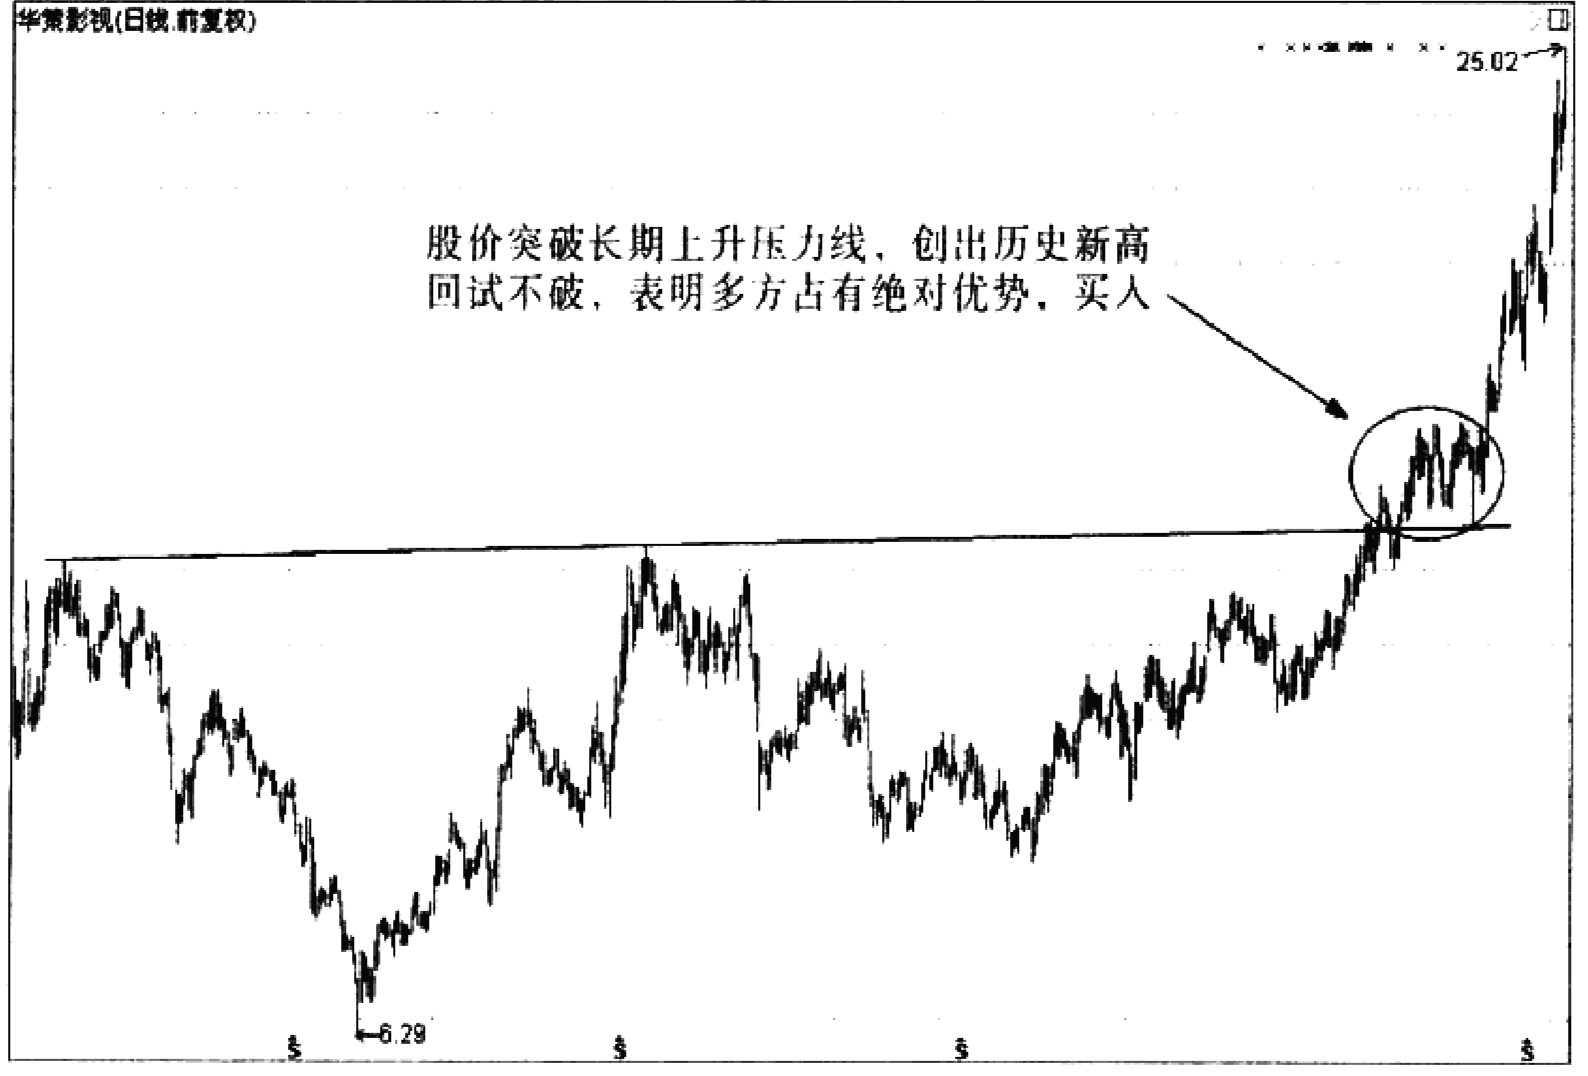 华策影视(日线.前复权)
25.02
股价突破长期上升压力线，创出历史新高
回试不破，表明多方占有绝对优势，买入
6.29
$ $ $ $